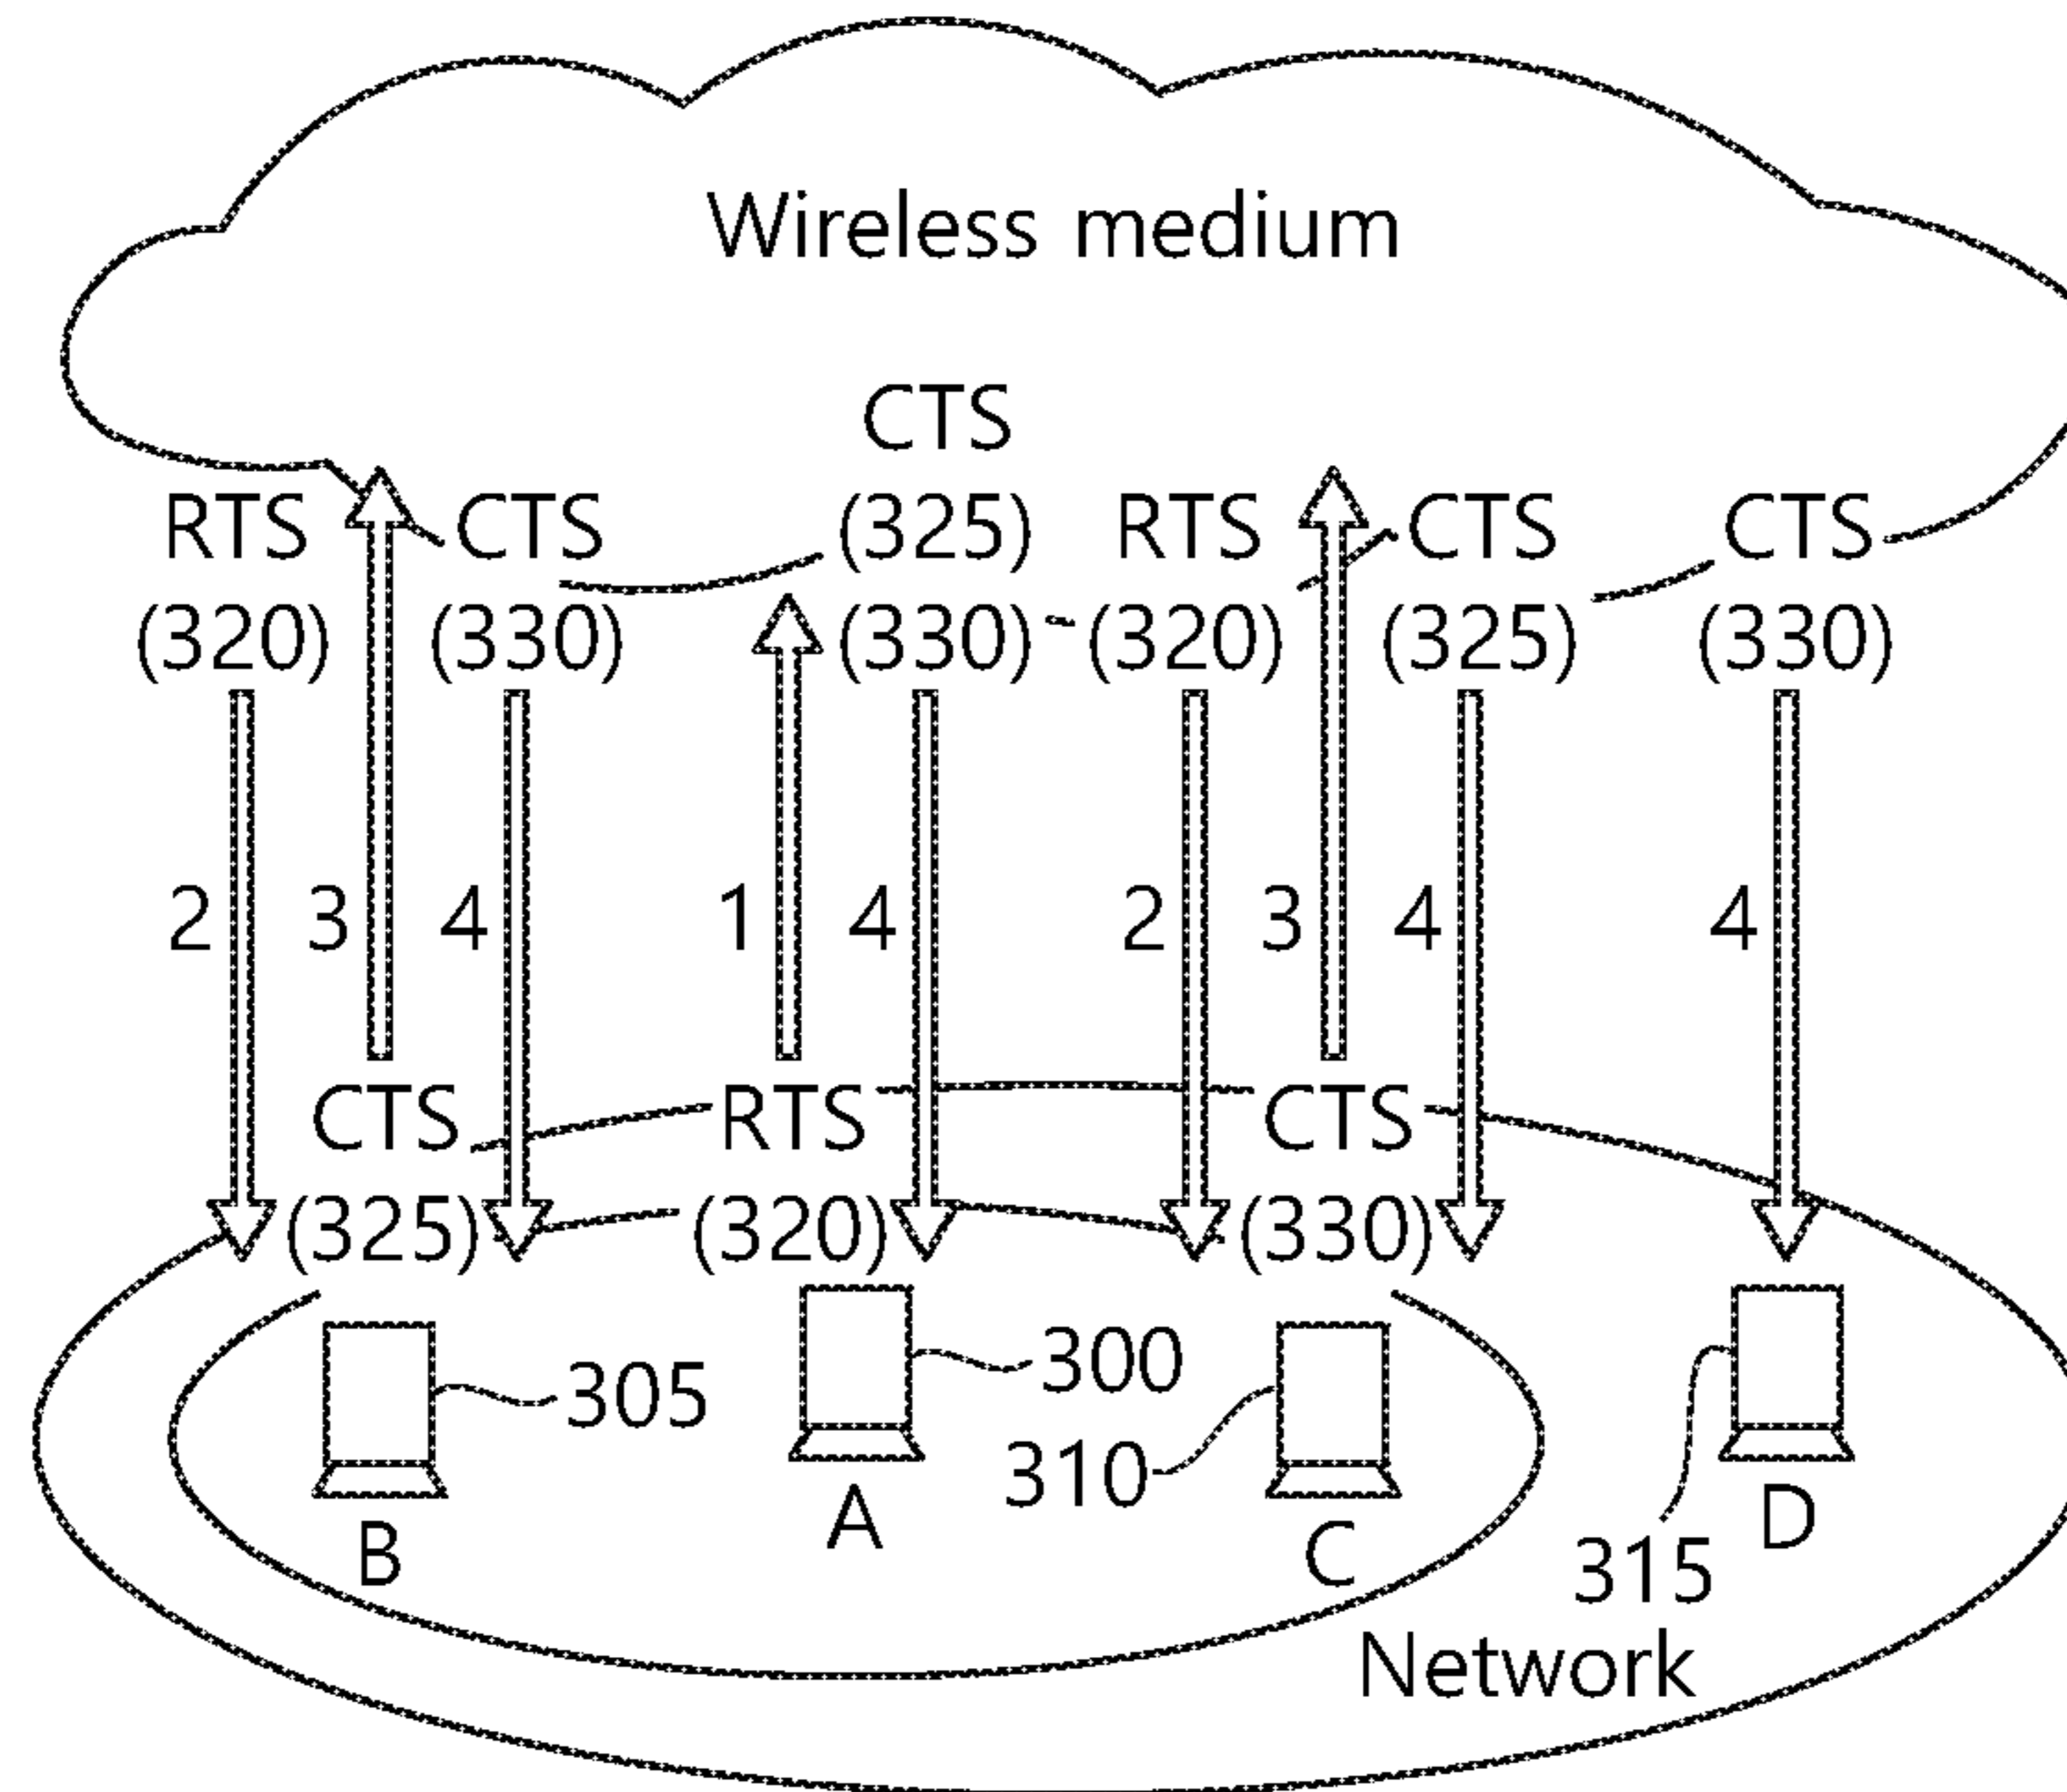 Wireless medium
CTS
RTS CTS (325) RTS CTS CTS
(320) (330) (330) (320) (325) (330)
2 3 4 1 4 2 3 4 4
CTS RTS CTS
(325) (320) (330)
305 300 310 315
B A C D
Network